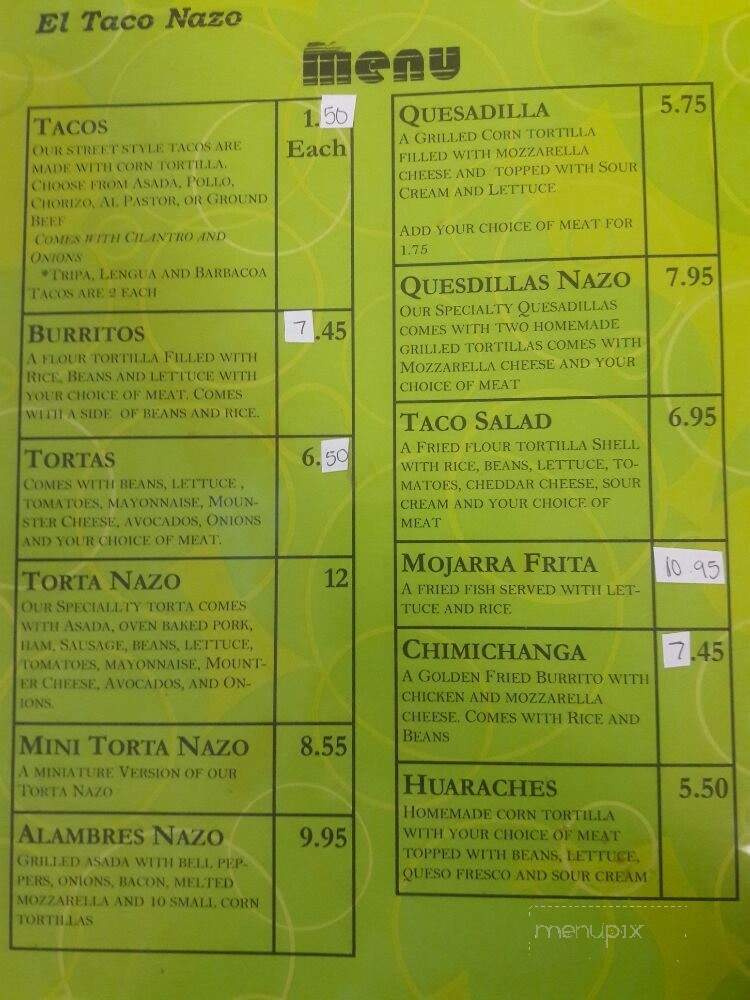 El Taco Nazo
Menu
TACOS
1.50
Each
OUR STREET STYLE TACOS ARE
MADE WITH CORN TORTILLA.
CHOOSE FROM ASADA, POLLO,
CHORIZO, AL PASTOR, OR GROUND
BEEF
COMES WITH CILANTRO AND
ONIONS
*TRIPA, LENGUA AND BARBACOA
TACOS ARE 2 EACH
BURRITOS
7.45
A FLOUR TORTILLA FILLED WITH
RICE, BEANS AND LETTUCE WITH
YOUR CHOICE OF MEAT. COMES
WITH A SIDE OF BEANS AND RICE.
TORTAS
6.50
COMES WITH BEANS, LETTUCE ,
TOMATOES, MAYONNAISE, MOUN-
STER CHEESE, AVOCADOS, ONIONS
AND YOUR CHOICE OF MEAT.
TORTA NAZO
12
OUR SPECIALLTY TORTA COMES
WITH ASADA, OVEN BAKED PORK,
HAM, SAUSAGE, BEANS, LETTUCE,
TOMATOES, MAYONNAISE, MOUNT-
ER CHEESE, AVOCADOS, AND ON-
IONS.
MINI TORTA NAZO
8.55
A MINIATURE VERSION OF OUR
TORTA NAZO
ALAMBRES NAZO
9.95
GRILLED ASADA WITH BELL PEP-
PERS, ONIONS, BACON, MELTED
MOZZARELLA AND 10 SMALL CORN
TORTILLAS
QUESADILLA
5.75
A GRILLED CORN TORTILLA
FILLED WITH MOZZARELLA
CHEESE AND TOPPED WITH SOUR
CREAM AND LETTUCE
ADD YOUR CHOICE OF MEAT FOR
1.75
QUESDILLAS NAZO
7.95
OUR SPECIALTY QUESADILLAS
COMES WITH TWO HOMEMADE
GRILLED TORTILLAS COMES WITH
MOZZARELLA CHEESE AND YOUR
CHOICE OF MEAT
TACO SALAD
6.95
A FRIED FLOUR TORTILLA SHELL
WITH RICE, BEANS, LETTUCE, TO-
MATOES, CHEDDAR CHEESE, SOUR
CREAM AND YOUR CHOICE OF
MEAT
MOJARRA FRITA
10.95
A FRIED FISH SERVED WITH LET-
TUCE AND RICE
CHIMICHANGA
7.45
A GOLDEN FRIED BURRITO WITH
CHICKEN AND MOZZARELLA
CHEESE. COMES WITH RICE AND
BEANS
HUARACHES
5.50
HOMEMADE CORN TORTILLA
WITH YOUR CHOICE OF MEAT
TOPPED WITH BEANS, LETTUCE,
QUESO FRESCO AND SOUR CREAM
menupix